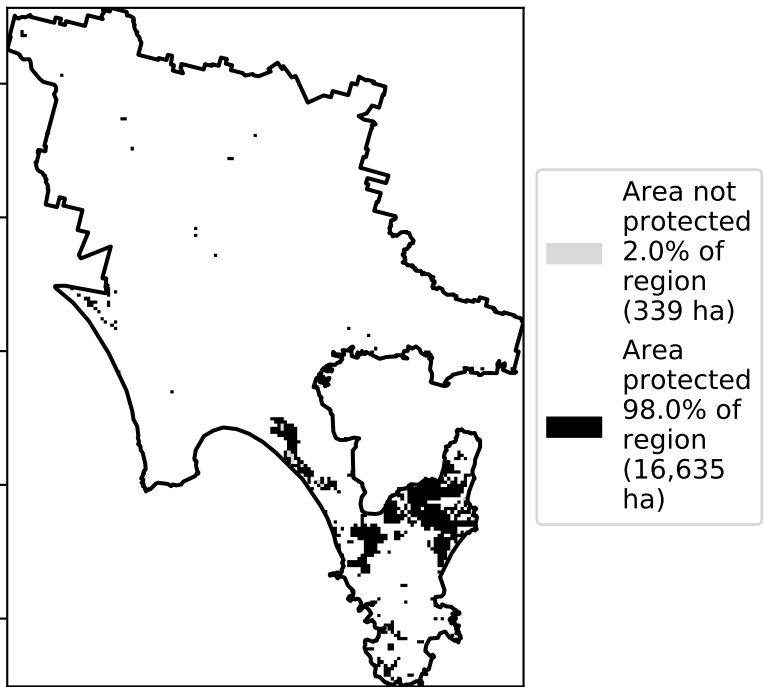 Area not
protected
2.0% of
region
(339 ha)
Area
protected
98.0% of
region
(16,635
ha)